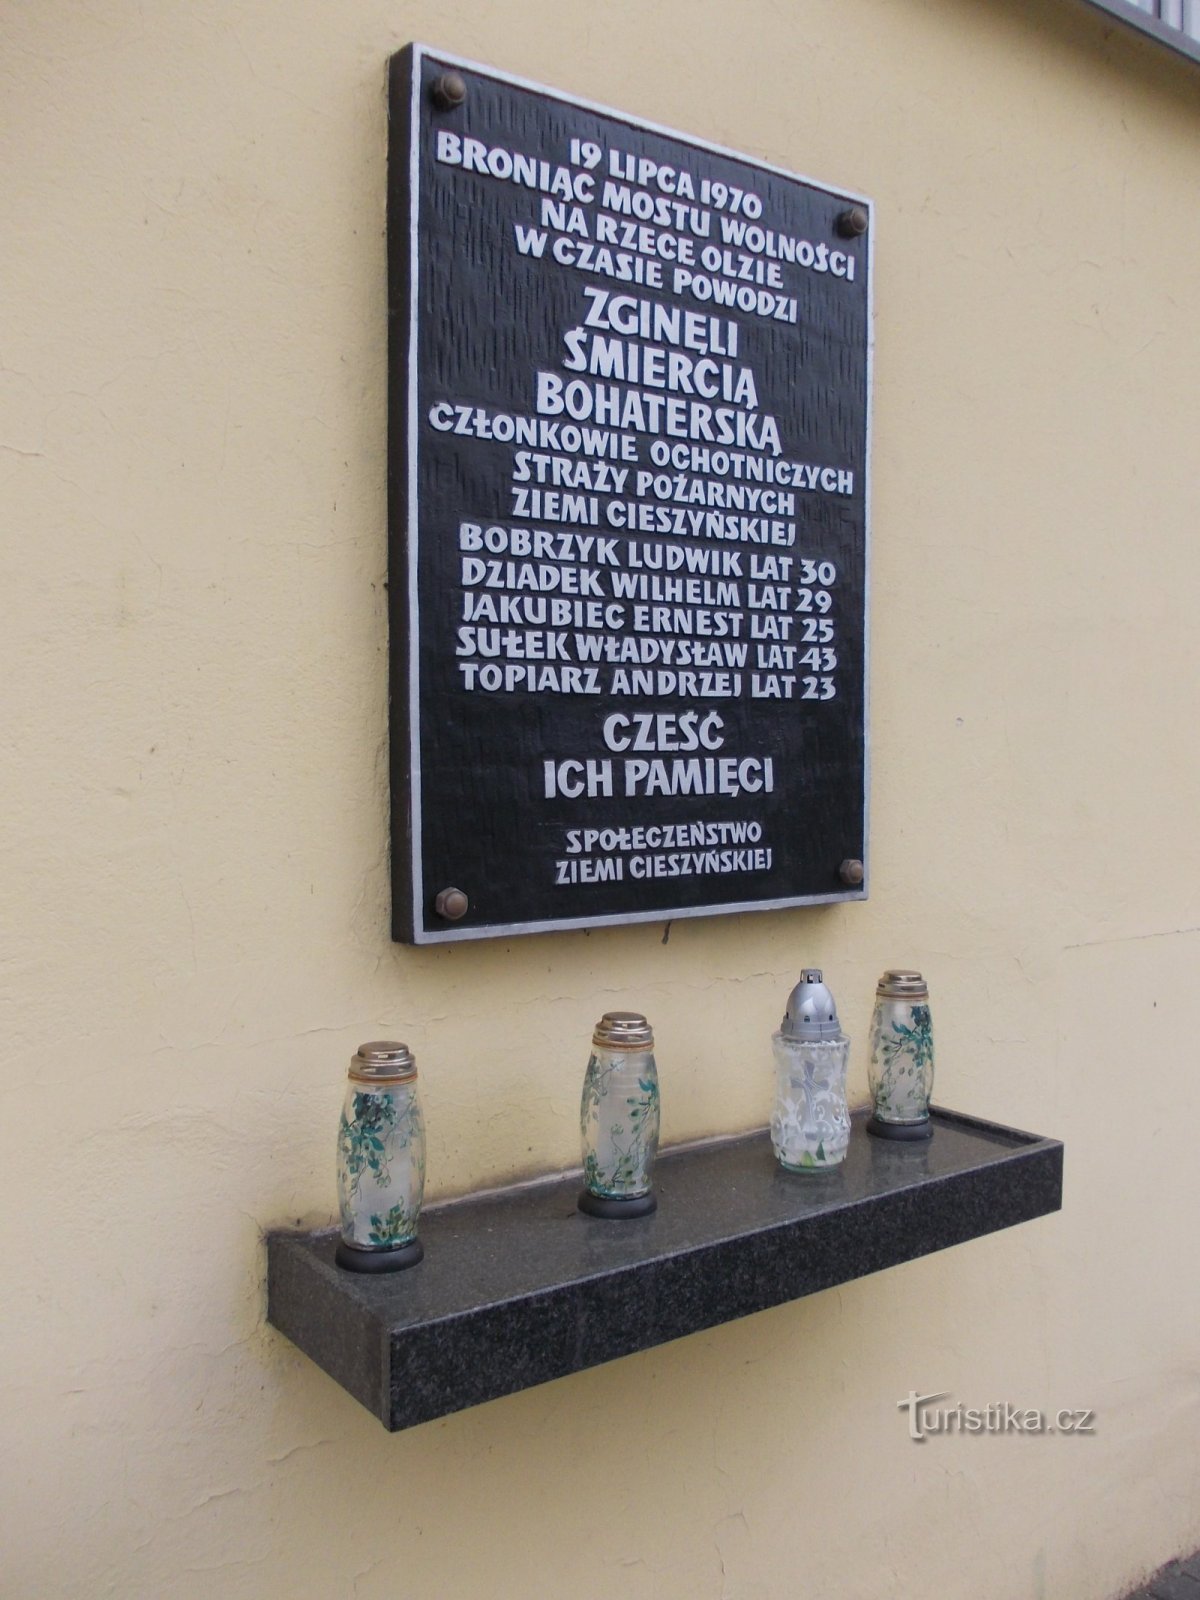 19 LIPCA 1970
BRONIĄC MOSTU WOLNOŚCI
NA RZECE OLZIE
W CZASIE POWODZI
ZGINĘLI
ŚMIERCIĄ
BOHATERSKĄ
CZŁONKOWIE OCHOTNICZYCH
STRAŻY POŻARNYCH
ZIEMI CIESZYŃSKIEJ
BOBRZYK LUDWIK LAT 30
DZIADEK WILHELM LAT 29
JAKUBIEC ERNEST LAT 25
SUŁEK WŁADYSŁAW LAT 43
TOPIARZ ANDRZEJ LAT 23
CZEŚĆ
ICH PAMIĘCI
SPOŁECZEŃSTWO
ZIEMI CIESZYŃSKIEJ
Turistika.cz